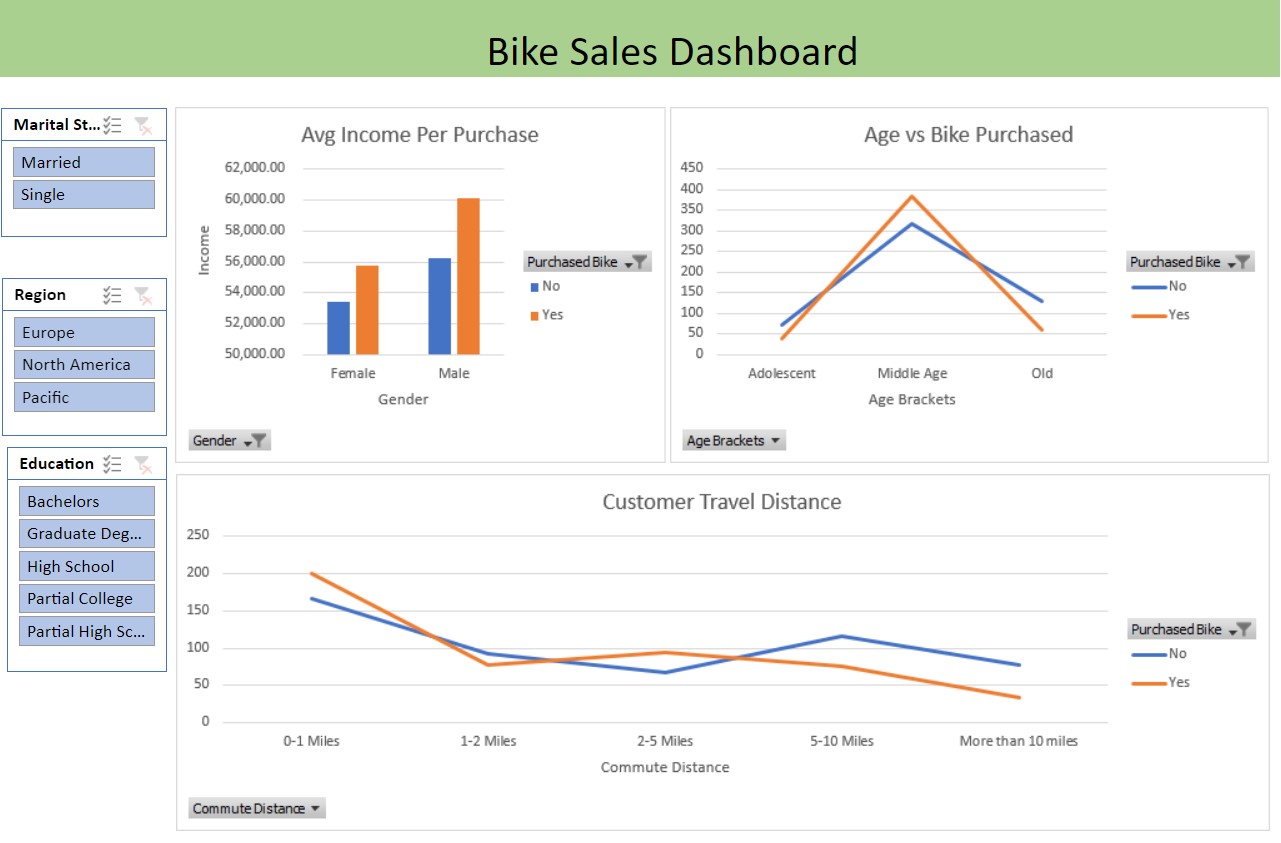 Bike Sales Dashboard
Marital St...
Married
Single
Region
Europe
North America
Pacific
Education
Bachelors
Graduate Deg...
High School
Partial College
Partial High Sc...
Avg Income Per Purchase
62,000.00
60,000.00
58,000.00
56,000.00
54,000.00
52,000.00
50,000.00
Income
Female
Male
Gender
Purchased Bike
No
Yes
Gender
Age vs Bike Purchased
450
400
350
300
250
200
150
100
50
0
Adolescent
Middle Age
Old
Age Brackets
Purchased Bike
No
Yes
Age Brackets
Customer Travel Distance
250
200
150
100
50
0
0-1 Miles
1-2 Miles
2-5 Miles
5-10 Miles
More than 10 miles
Commute Distance
Purchased Bike
No
Yes
Commute Distance